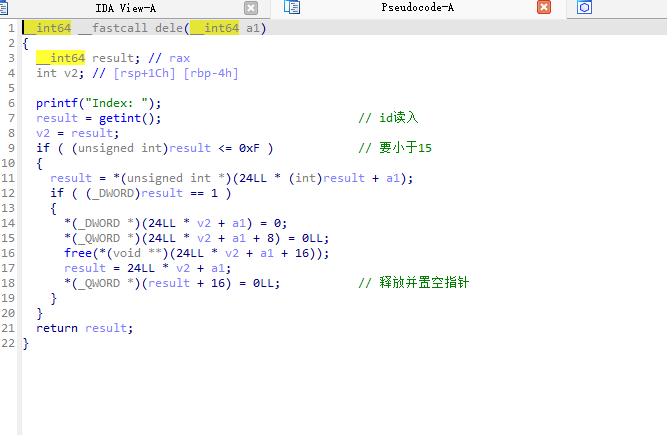 IDA View-A
Pseudocode-A
1 __int64 __fastcall dele(__int64 a1)
2 {
3   __int64 result; // rax
4   int v2; // [rsp+1Ch] [rbp-4h]
5
6   printf("Index: ");
7   result = getint();                            // id读入
8   v2 = result;
9   if ( (unsigned int)result <= 0xF )            // 要小于15
10   {
11     result = *(unsigned int *)(24LL * (int)result + a1);
12     if ( (_DWORD)result == 1 )
13     {
14       *(_DWORD *)(24LL * v2 + a1) = 0;
15       *(_QWORD *)(24LL * v2 + a1 + 8) = 0LL;
16       free(*(void **)(24LL * v2 + a1 + 16));
17       result = 24LL * v2 + a1;
18       *(_QWORD *)(result + 16) = 0LL;           // 释放并置空指针
19     }
20   }
21   return result;
22 }